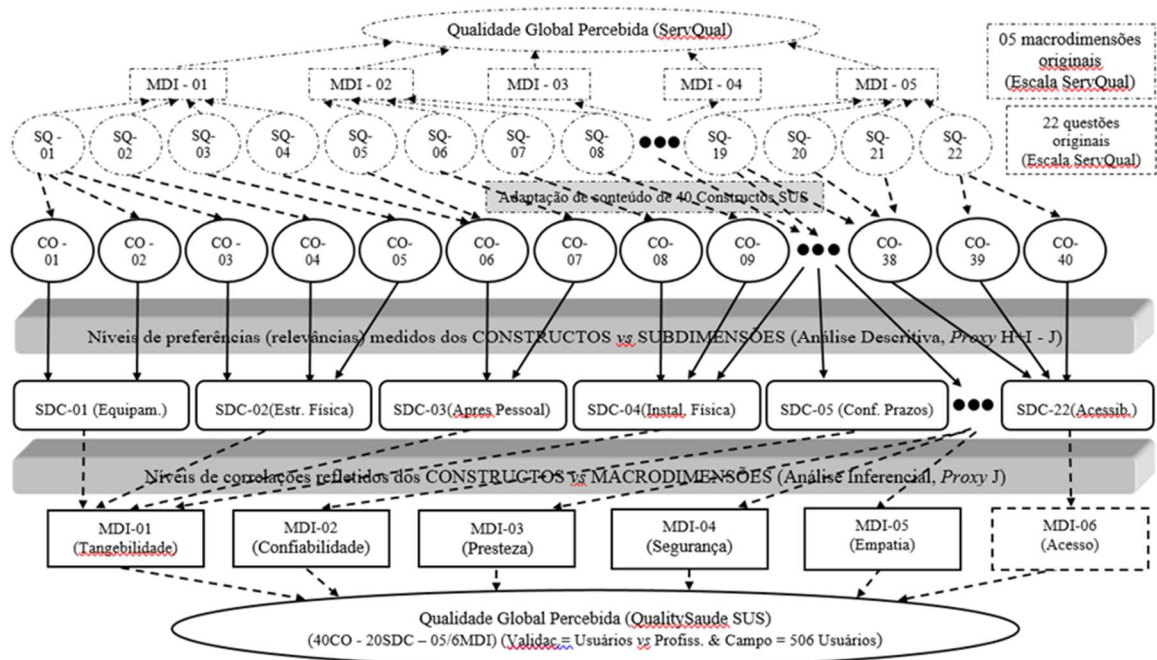 Qualidade Global Percebida (ServQual)
05 macrodimensões
originais
(Escala ServQual)
MDI - 01
MDI - 02
MDI - 03
MDI - 04
MDI - 05
22 questões
originais
(Escala ServQual)
SQ -
01
SQ
-02
SQ
-03
SQ
-04
SQ-
05
SQ-
06
SQ-
07
SQ-
08
SQ-
19
SQ-
20
SQ-
21
SQ-
22
Adaptação de conteúdo de 40 Constructos SUS
CO -
01
CO -
02
CO -
03
CO -
04
CO-
05
CO-
06
CO-
07
CO-
08
CO-
09
CO-
38
CO-
39
CO-
40
Níveis de preferências (relevâncias) medidos dos CONSTRUCTOS vs SUBDIMENSÕES (Análise Descritiva, Proxy H+I - J)
SDC-01 (Equipam.)
SDC-02(Estr. Física)
SDC-03(Apres.Pessoal)
SDC-04(Instal. Física)
SDC-05 (Conf. Prazos)
SDC-22(Acessib.)
Níveis de correlações refletidos dos CONSTRUCTOS vs MACRODIMENSÕES (Análise Inferencial, Proxy J)
MDI-01
(Tangebilidade)
MDI-02
(Confiabilidade)
MDI-03
(Presteza)
MDI-04
(Segurança)
MDI-05
(Empatia)
MDI-06
(Acesso)
Qualidade Global Percebida (QualitySaude SUS)
(40CO - 20SDC – 05/6MDI) (Validaç.= Usuários vs Profiss. & Campo = 506 Usuários)